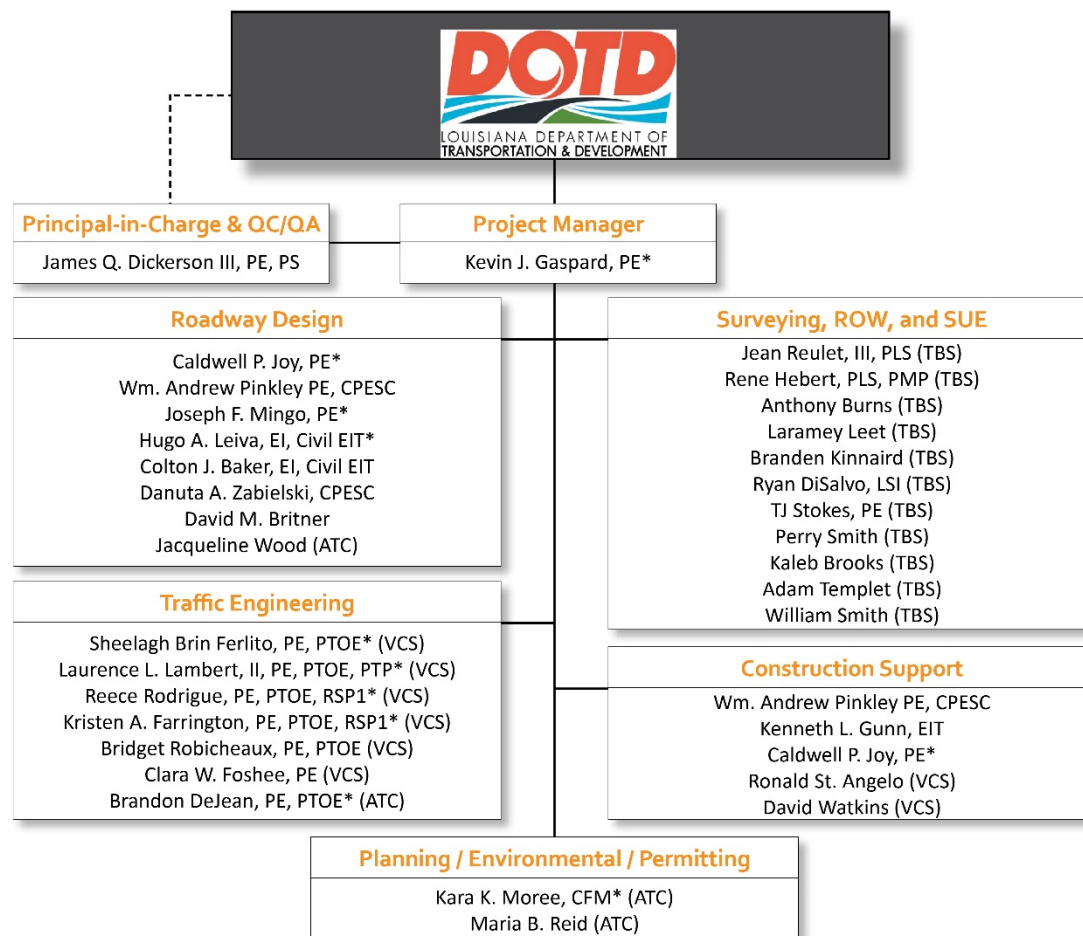 DOTD
LOUISIANA DEPARTMENT OF
TRANSPORTATION & DEVELOPMENT
Principal-in-Charge & QC/QA
James Q. Dickerson III, PE, PS
Project Manager
Kevin J. Gaspard, PE*
Roadway Design
Caldwell P. Joy, PE*
Wm. Andrew Pinkley PE, CPESC
Joseph F. Mingo, PE*
Hugo A. Leiva, EI, Civil EIT*
Colton J. Baker, EI, Civil EIT
Danuta A. Zabielski, CPESC
David M. Britner
Jacqueline Wood (ATC)
Surveying, ROW, and SUE
Jean Reulet, III, PLS (TBS)
Rene Hebert, PLS, PMP (TBS)
Anthony Burns (TBS)
Laramey Leet (TBS)
Branden Kinnaird (TBS)
Ryan DiSalvo, LSI (TBS)
TJ Stokes, PE (TBS)
Perry Smith (TBS)
Kaleb Brooks (TBS)
Adam Templet (TBS)
William Smith (TBS)
Traffic Engineering
Sheelagh Brin Ferlito, PE, PTOE* (VCS)
Laurence L. Lambert, II, PE, PTOE, PTP* (VCS)
Reece Rodrigue, PE, PTOE, RSP1* (VCS)
Kristen A. Farrington, PE, PTOE, RSP1* (VCS)
Bridget Robicheaux, PE, PTOE (VCS)
Clara W. Foshee, PE (VCS)
Brandon DeJean, PE, PTOE* (ATC)
Construction Support
Wm. Andrew Pinkley PE, CPESC
Kenneth L. Gunn, EIT
Caldwell P. Joy, PE*
Ronald St. Angelo (VCS)
David Watkins (VCS)
Planning / Environmental / Permitting
Kara K. Moree, CFM* (ATC)
Maria B. Reid (ATC)